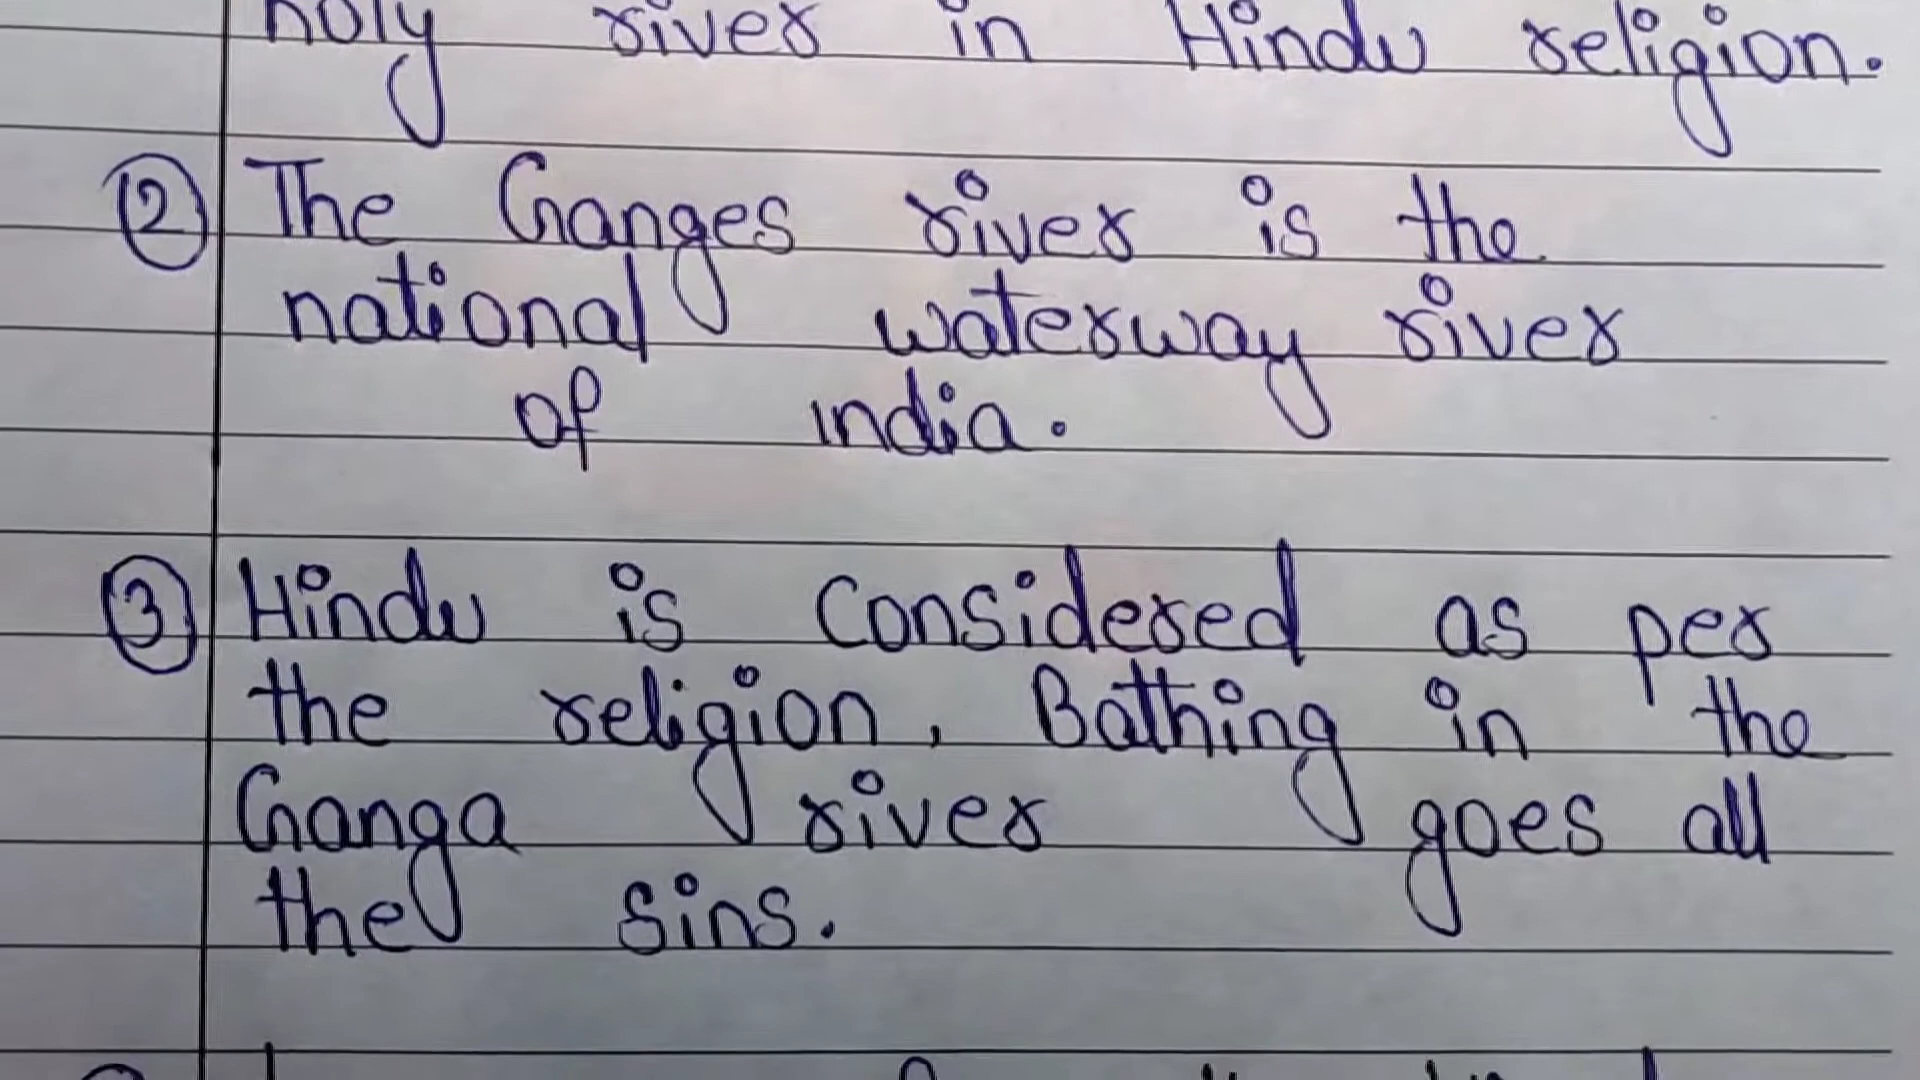 holy river in Hindu religion.
② The Ganges river is the
national waterway river
of india.
③ Hindu is Considered as per
the religion, Bathing in the
Ganga river goes all
the sins.